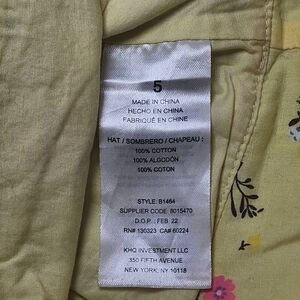 5
MADE IN CHINA
HECHO EN CHINA
FABRIQUÉ EN CHINE
HAT / SOMBRERO / CHAPEAU :
100% COTTON
100% ALGODÓN
100% COTON
STYLE: B1464
SUPPLIER CODE: 8015470
D.O.P.: FEB. 22
RN# 130323 CA# 60224
KHQ INVESTMENT LLC
350 FIFTH AVENUE
NEW YORK, NY, 10118